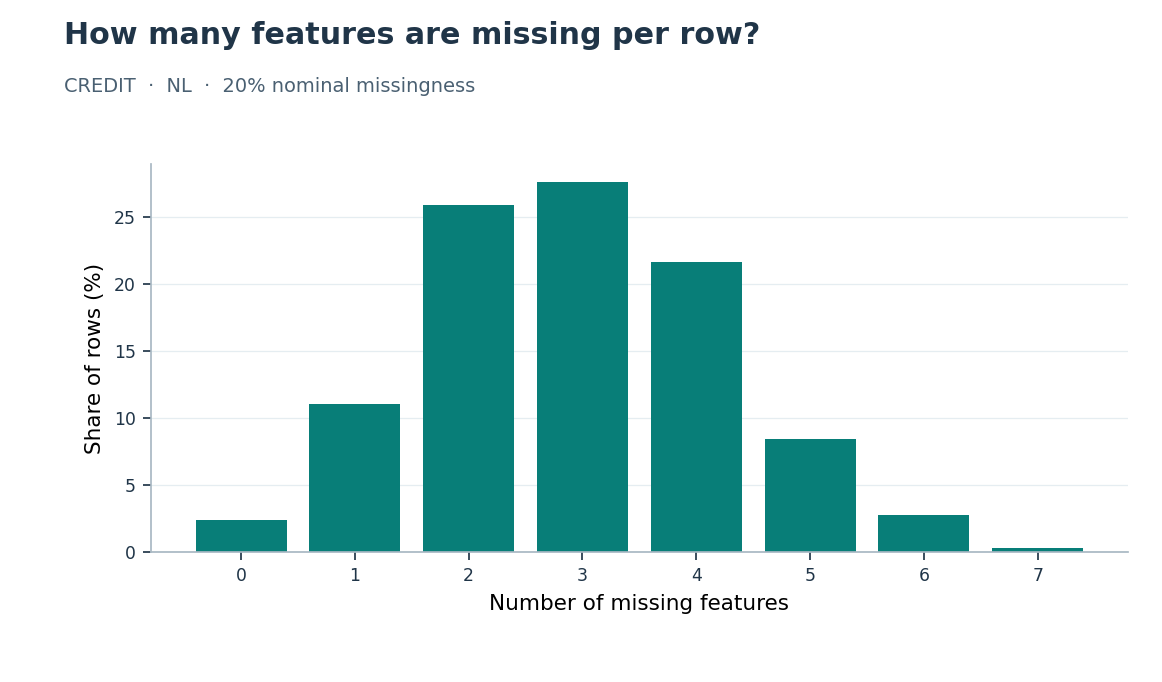 How many features are missing per row?
CREDIT · NL · 20% nominal missingness
Share of rows (%)
25
20
15
10
5
0
0 1 2 3 4 5 6 7
Number of missing features